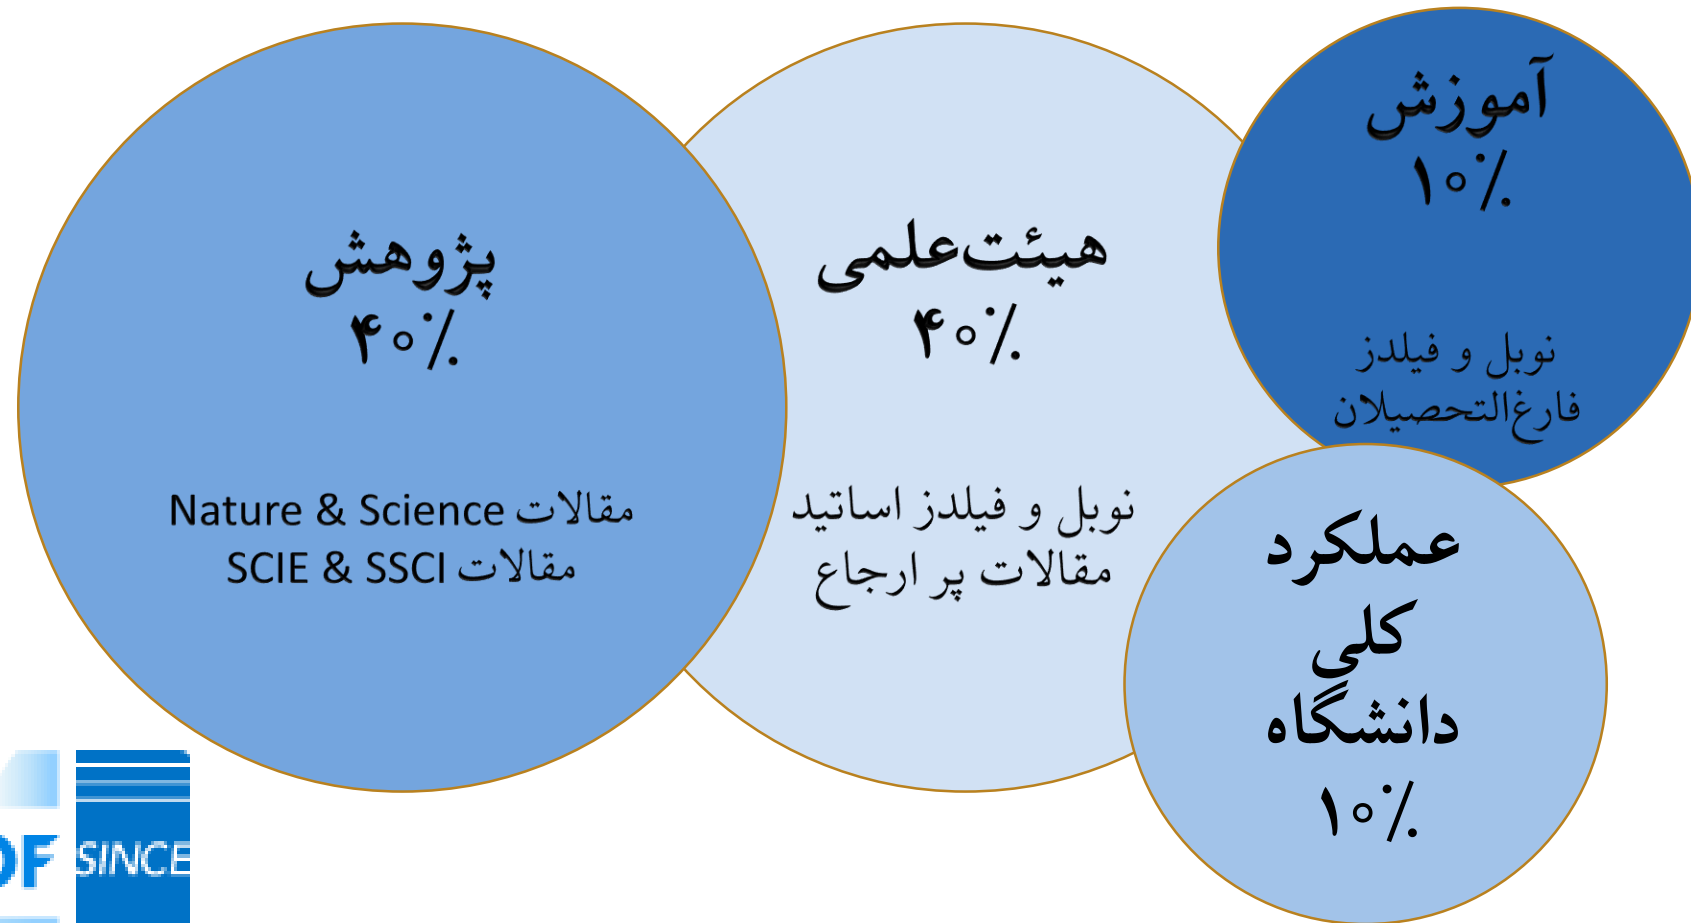 آموزش
۱۰٪
نوبل و فیلدز
فارغ‌التحصیلان
هیئت‌علمی
۴۰٪
نوبل و فیلدز اساتید
مقالات پر ارجاع
پژوهش
۴۰٪
مقالات Nature & Science
مقالات SCIE & SSCI
عملکرد
کلی
دانشگاه
۱۰٪
OF
SINCE